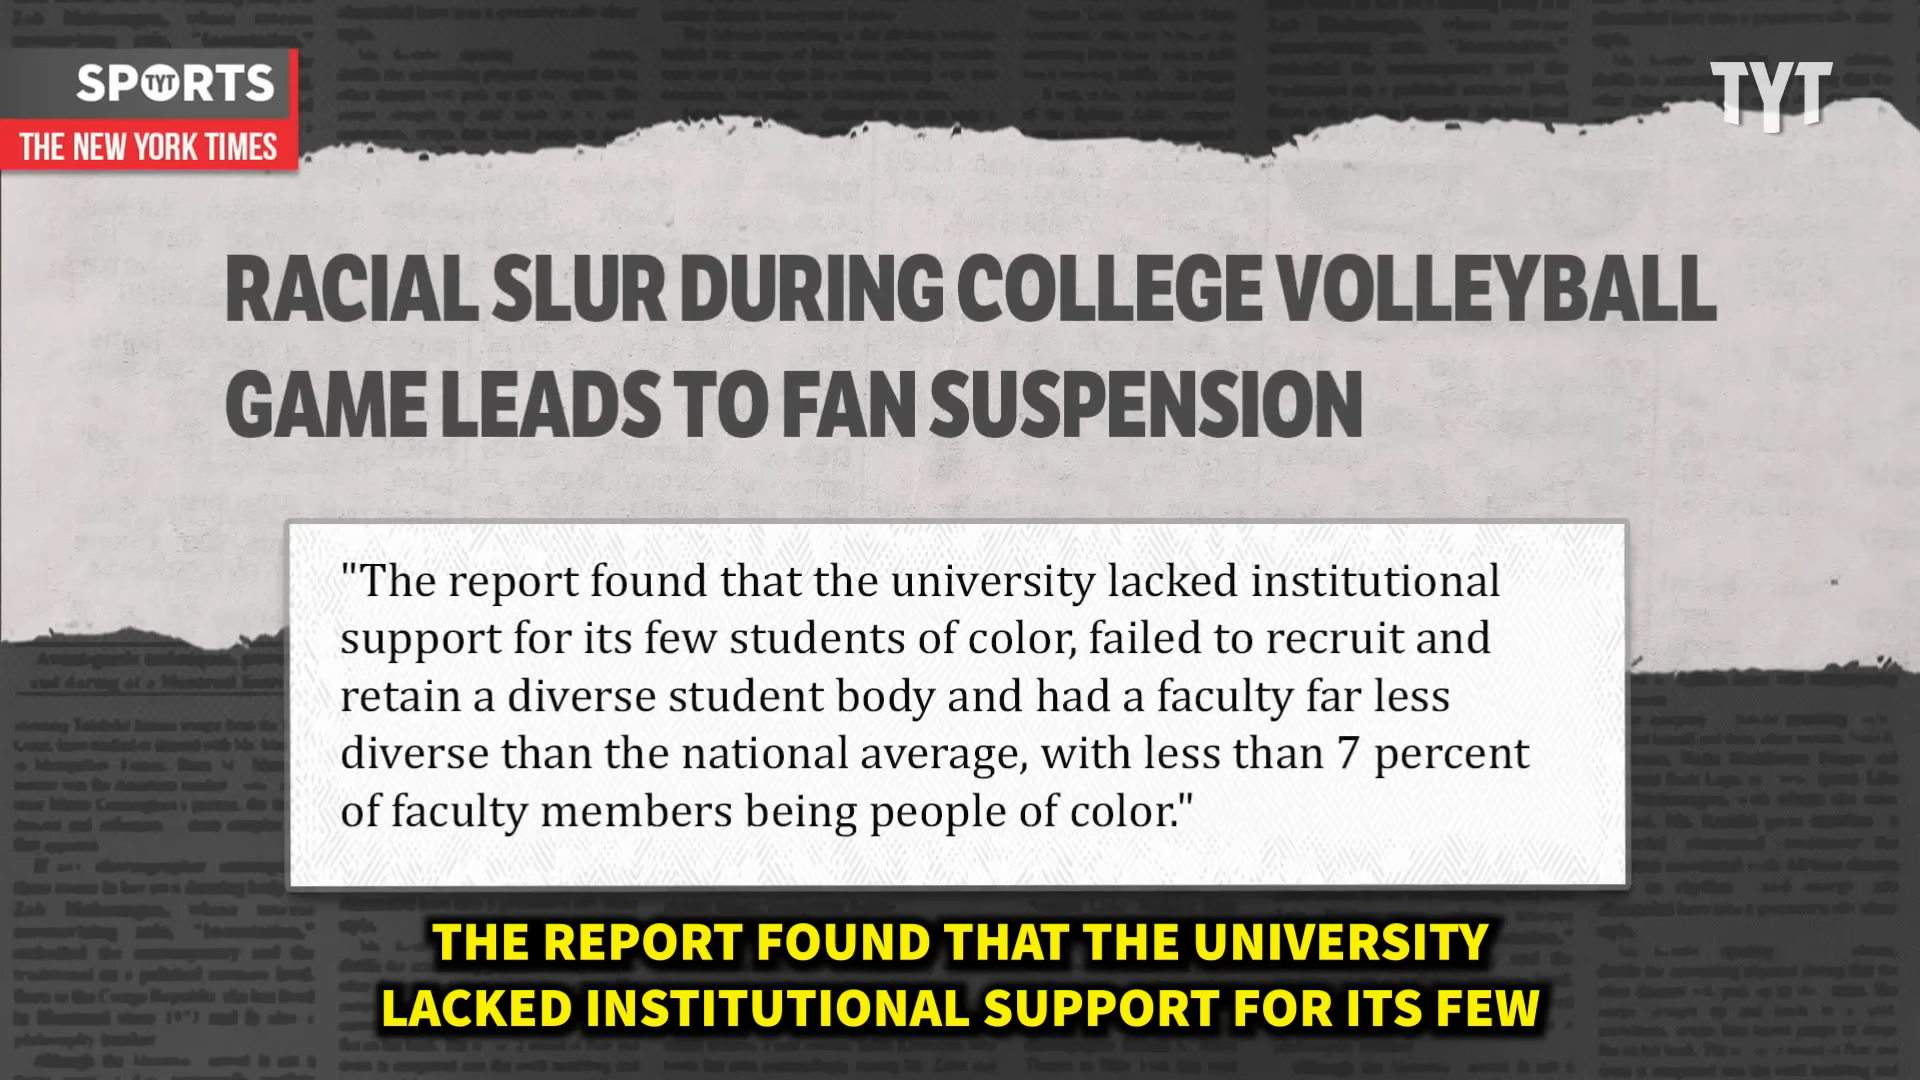 SPORTS
TYT
THE NEW YORK TIMES
TYT
RACIAL SLUR DURING COLLEGE VOLLEYBALL
GAME LEADS TO FAN SUSPENSION
"The report found that the university lacked institutional
support for its few students of color, failed to recruit and
retain a diverse student body and had a faculty far less
diverse than the national average, with less than 7 percent
of faculty members being people of color."
THE REPORT FOUND THAT THE UNIVERSITY
LACKED INSTITUTIONAL SUPPORT FOR ITS FEW